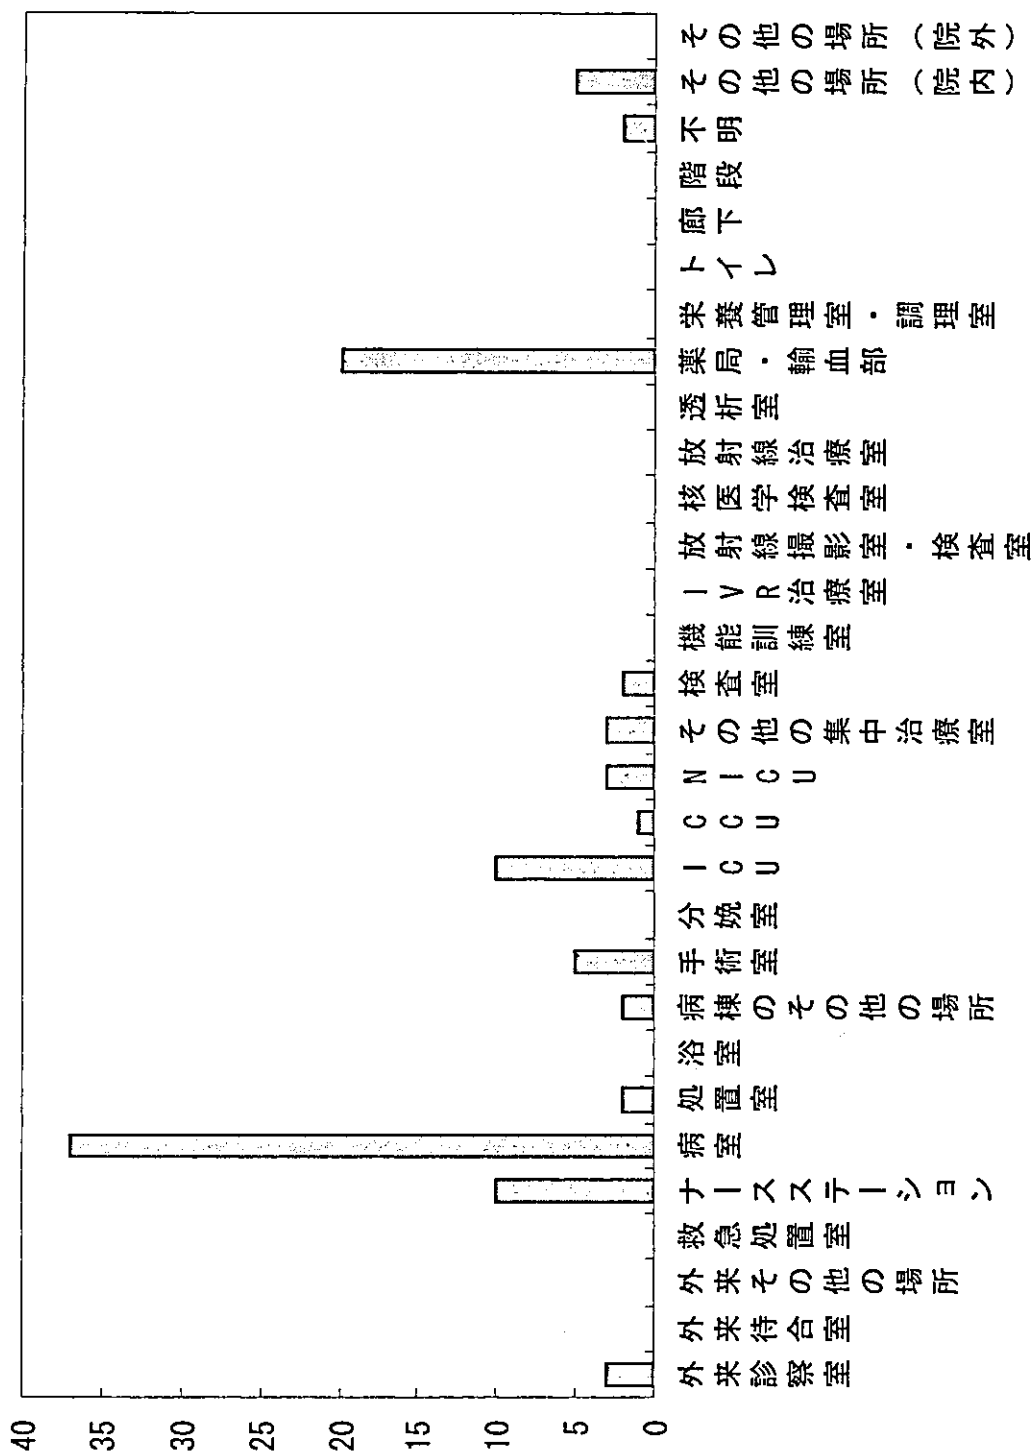 40
35
30
25
20
15
10
5
0
外来診察室
外来待合室
外来その他の場所
救急処置室
ナースステーション
病室
処置室
浴室
病棟のその他の場所
手術室
分娩室
ICU
CCU
NICU
その他の集中治療室
検査室
機能訓練室
IVR治療室
放射線撮影室・検査室
核医学検査室
放射線治療室
透析室
薬局・輸血部
栄養管理室・調理室
トイレ
廊下
階段
不明
その他の場所（院内）
その他の場所（院外）